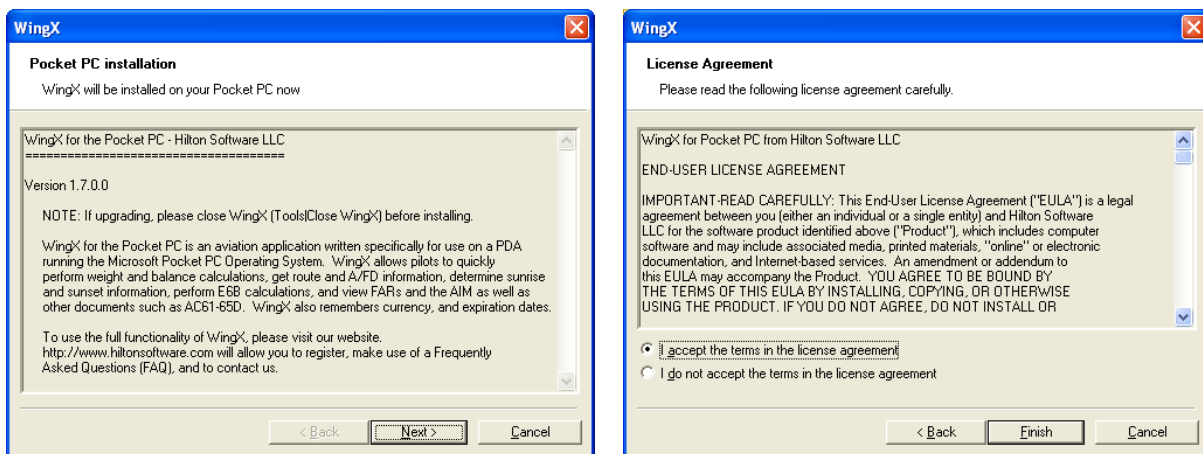 WingX
Pocket PC installation
WingX will be installed on your Pocket PC now
WingX for the Pocket PC - Hilton Software LLC
=====================================
Version 1.7.0.0
NOTE: If upgrading, please close WingX (Tools|Close WingX) before installing.
WingX for the Pocket PC is an aviation application written specifically for use on a PDA
running the Microsoft Pocket PC Operating System. WingX allows pilots to quickly
perform weight and balance calculations, get route and A/FD information, determine sunrise
and sunset information, perform E6B calculations, and view FARs and the AIM as well as
other documents such as AC61-65D. WingX also remembers currency, and expiration dates.
To use the full functionality of WingX, please visit our website.
http://www.hiltonsoftware.com will allow you to register, make use of a Frequently
Asked Questions (FAQ), and to contact us.
< Back
Next >
Cancel
WingX
License Agreement
Please read the following license agreement carefully.
WingX for Pocket PC from Hilton Software LLC
END-USER LICENSE AGREEMENT
IMPORTANT-READ CAREFULLY: This End-User License Agreement ("EULA") is a legal
agreement between you (either an individual or a single entity) and Hilton Software
LLC for the software product identified above ("Product"), which includes computer
software and may include associated media, printed materials, "online" or electronic
documentation, and Internet-based services. An amendment or addendum to
this EULA may accompany the Product. YOU AGREE TO BE BOUND BY
THE TERMS OF THIS EULA BY INSTALLING, COPYING, OR OTHERWISE
USING THE PRODUCT. IF YOU DO NOT AGREE, DO NOT INSTALL OR
I accept the terms in the license agreement
I do not accept the terms in the license agreement
< Back
Finish
Cancel